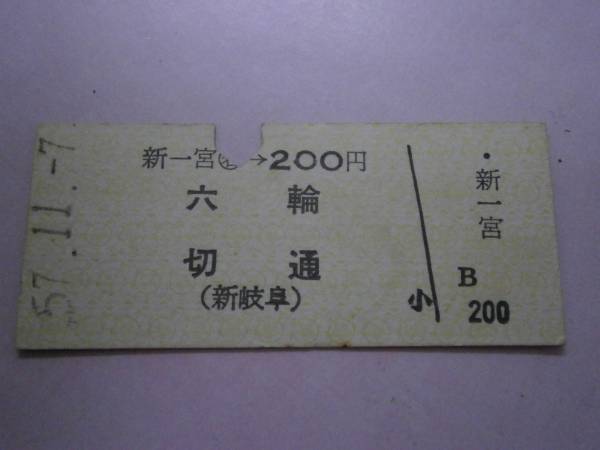 57.11.-7
新一宮 →200円
六輪
切通
(新岐阜)
小
・新一宮
B
200